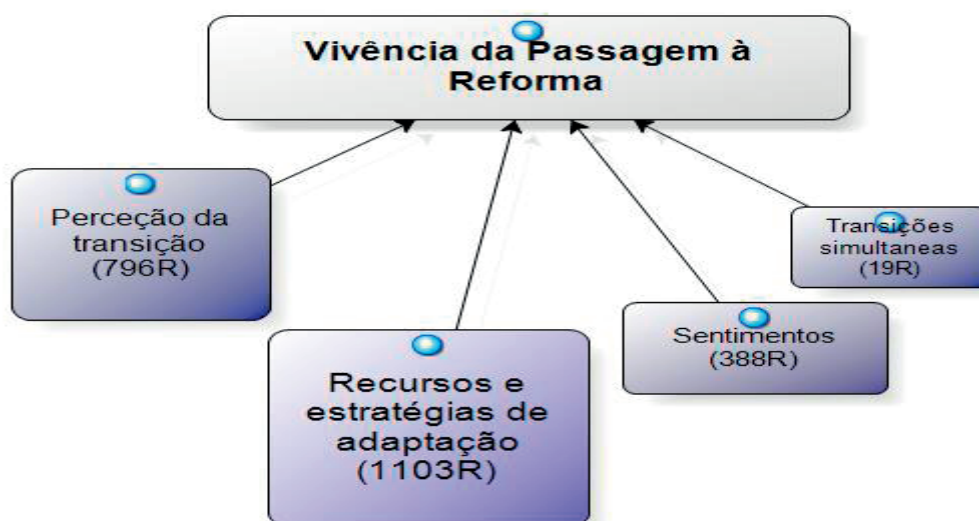 Vivência da Passagem à
Reforma
Perceção da
transição
(796R)
Recursos e
estratégias de
adaptação
(1103R)
Sentimentos
(388R)
Transições
simultaneas
(19R)